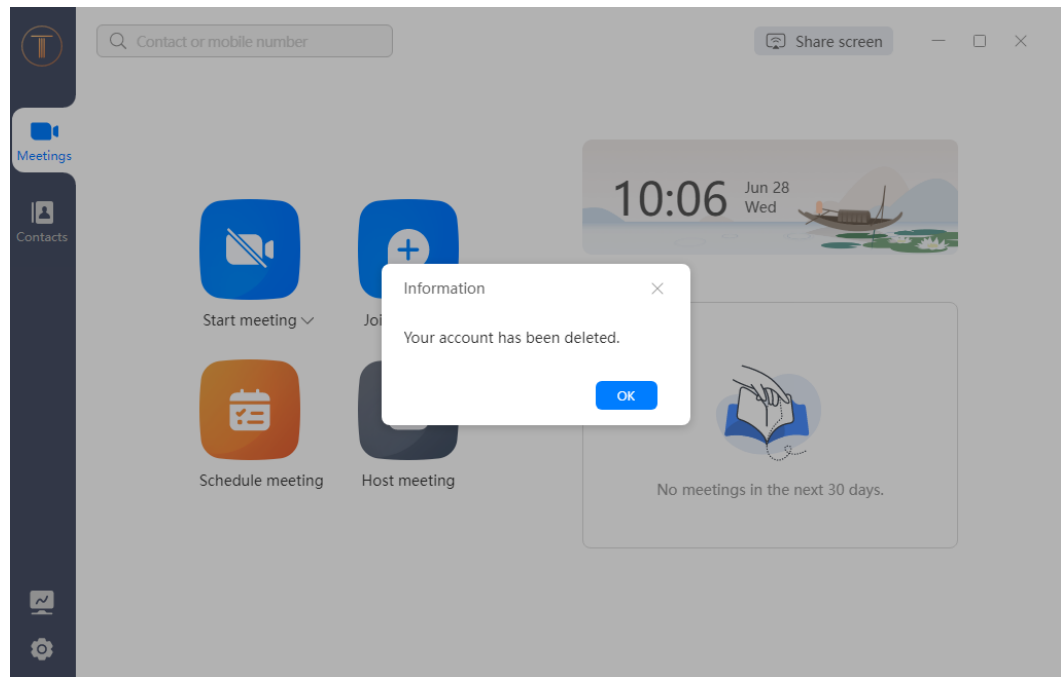 Contact or mobile number
Share screen
Meetings
Contacts
10:06
Jun 28
Wed
Start meeting
Information
Your account has been deleted.
OK
Schedule meeting
Host meeting
No meetings in the next 30 days.